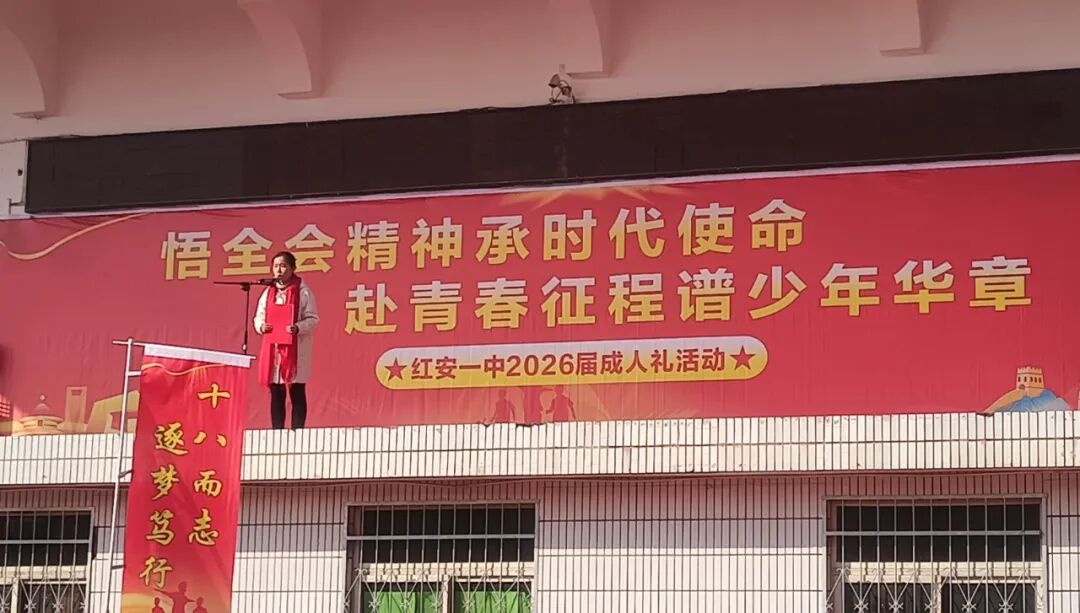 悟全会精神承时代使命
赴青春征程谱少年华章
★红安一中2026届成人礼活动★
十八而志
逐梦笃行